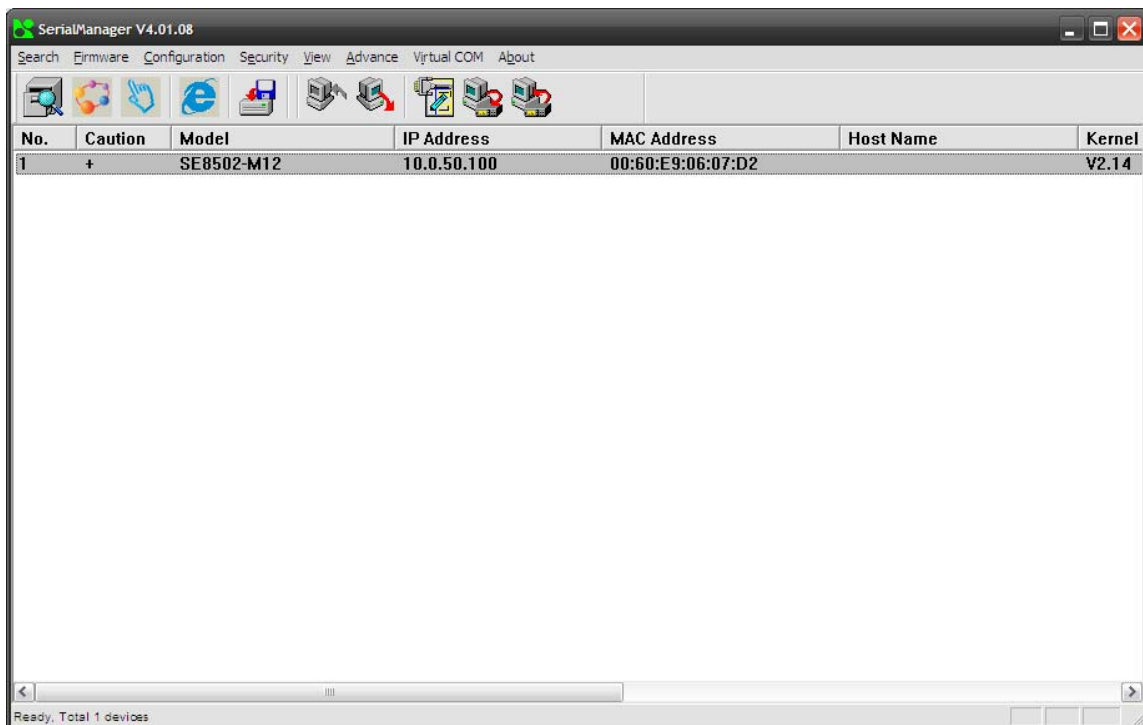 SerialManager V4.01.08
Search Firmware Configuration Security View Advance Virtual COM About
No. Caution Model IP Address MAC Address Host Name Kernel
1 + SE8502-M12 10.0.50.100 00:60:E9:06:07:D2 V2.14
Ready, Total 1 devices